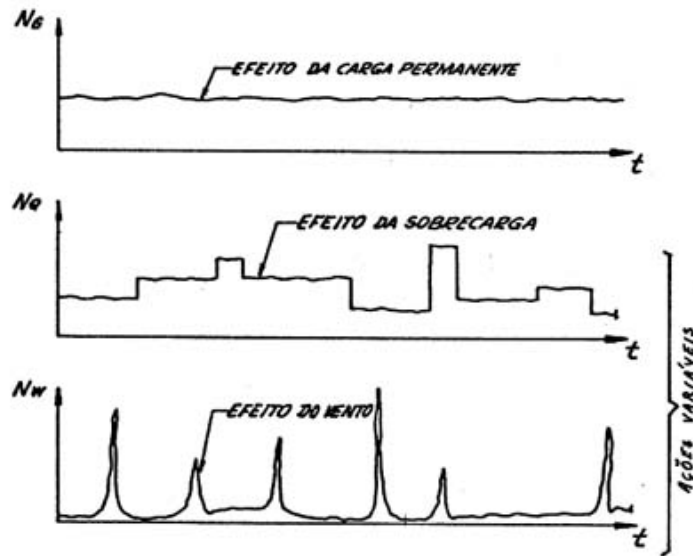 NG
EFEITO DA CARGA PERMANENTE
t
NQ
EFEITO DA SOBRECARGA
t
NW
EFEITO DO VENTO
t
AÇÕES VARIÁVEIS